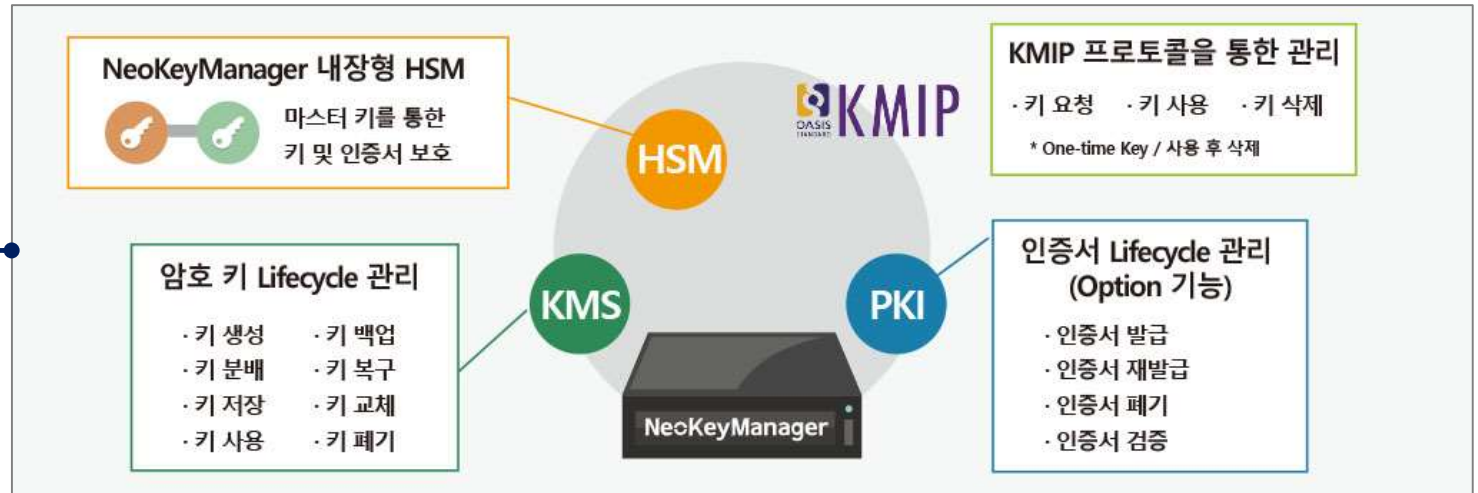 NeoKeyManager 내장형 HSM
마스터 키를 통한
키 및 인증서 보호
HSM
OASIS
STANDARD
KMIP
KMIP 프로토콜을 통한 관리
· 키 요청 · 키 사용 · 키 삭제
* One-time Key / 사용 후 삭제
암호 키 Lifecycle 관리
· 키 생성 · 키 백업
· 키 분배 · 키 복구
· 키 저장 · 키 교체
· 키 사용 · 키 폐기
KMS
PKI
NeoKeyManager
인증서 Lifecycle 관리
(Option 기능)
· 인증서 발급
· 인증서 재발급
· 인증서 폐기
· 인증서 검증